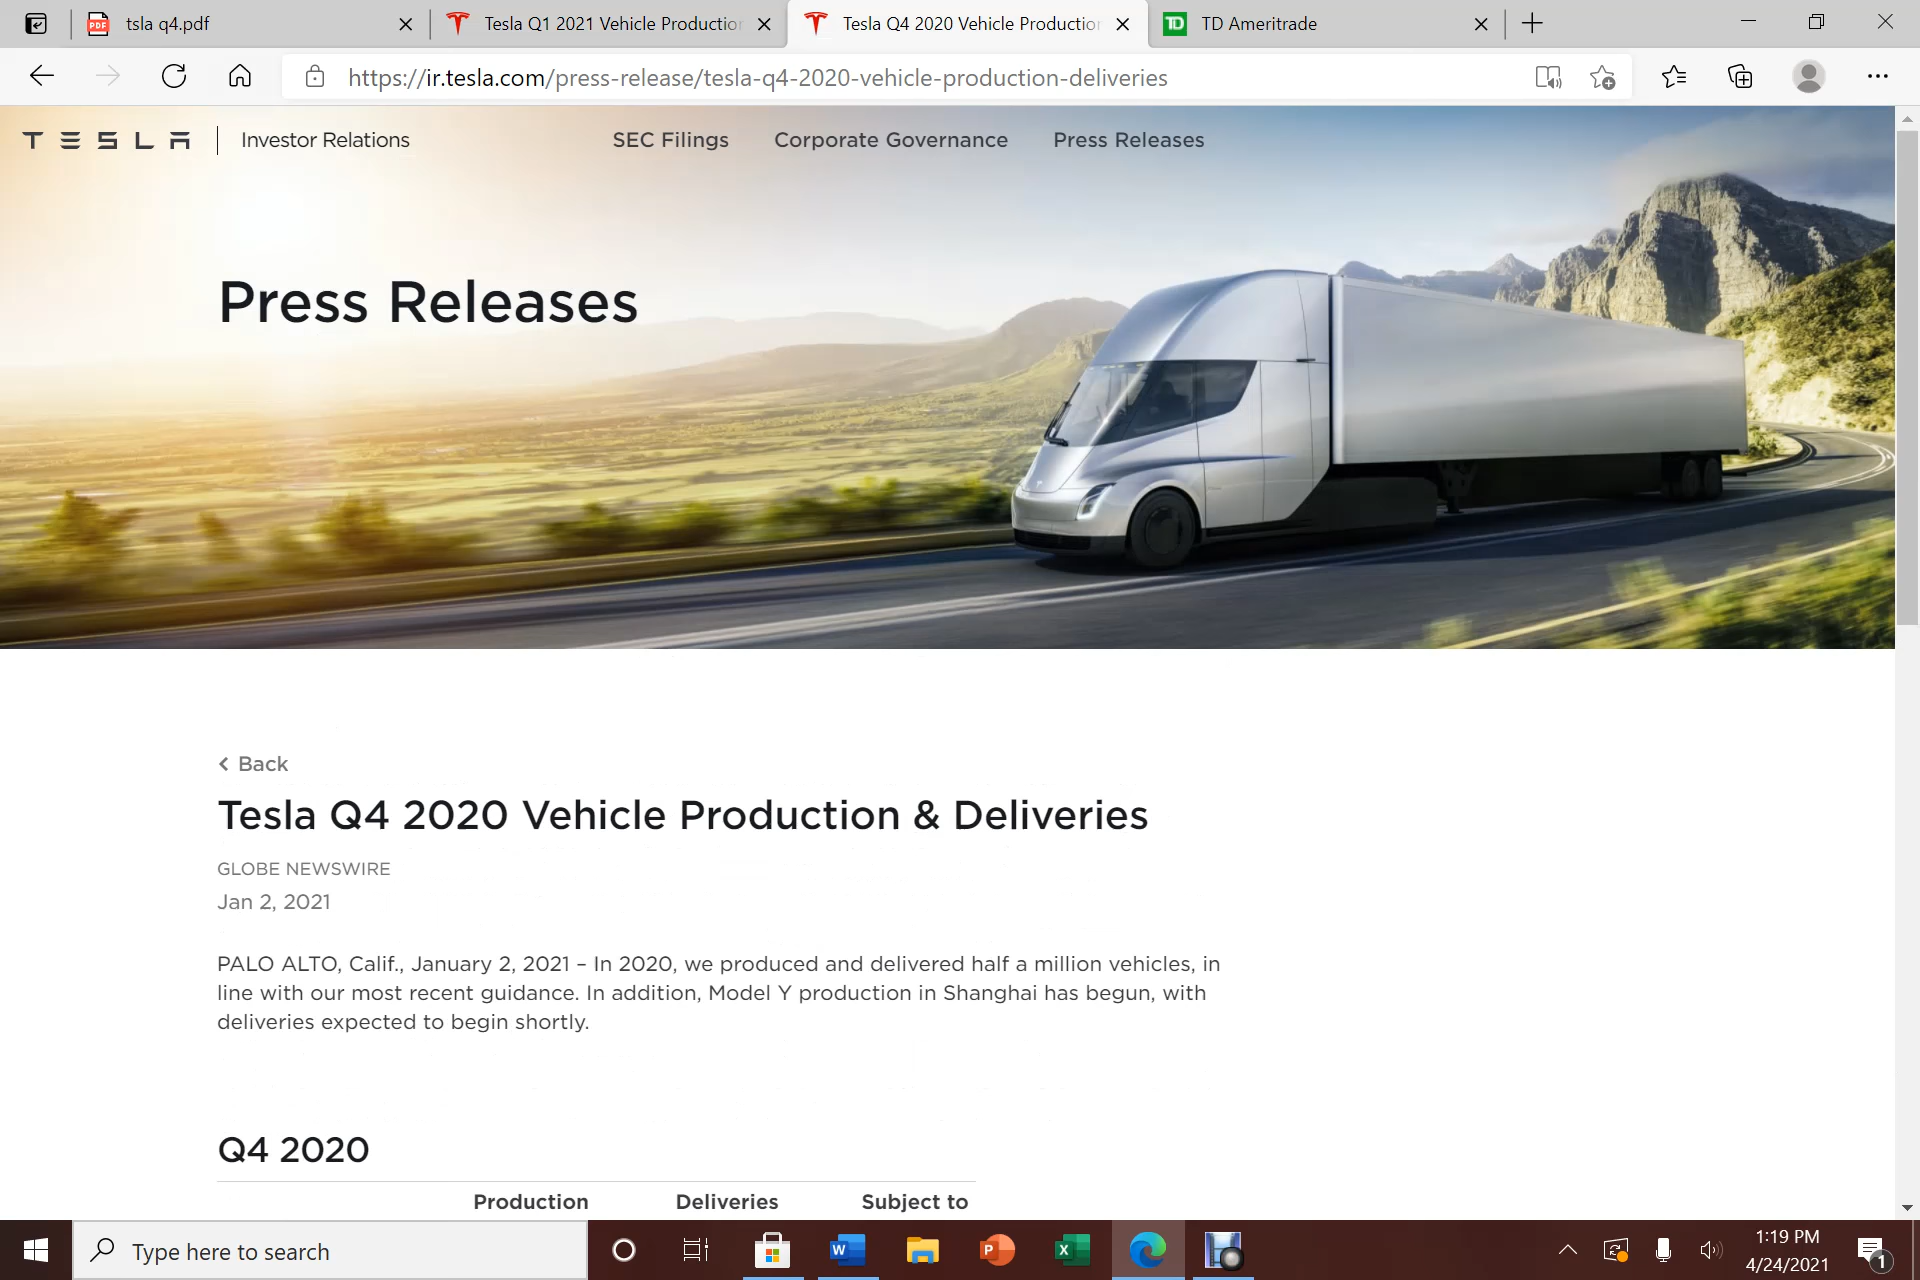 tsla q4.pdf
Tesla Q1 2021 Vehicle Production
Tesla Q4 2020 Vehicle Production
TD Ameritrade
https://ir.tesla.com/press-release/tesla-q4-2020-vehicle-production-deliveries
TESLA
Investor Relations
SEC Filings
Corporate Governance
Press Releases
Press Releases
Back
Tesla Q4 2020 Vehicle Production & Deliveries
GLOBE NEWSWIRE
Jan 2, 2021
PALO ALTO, Calif., January 2, 2021 – In 2020, we produced and delivered half a million vehicles, in
line with our most recent guidance. In addition, Model Y production in Shanghai has begun, with
deliveries expected to begin shortly.
Q4 2020
Production Deliveries Subject to
Type here to search
1:19 PM
4/24/2021
1